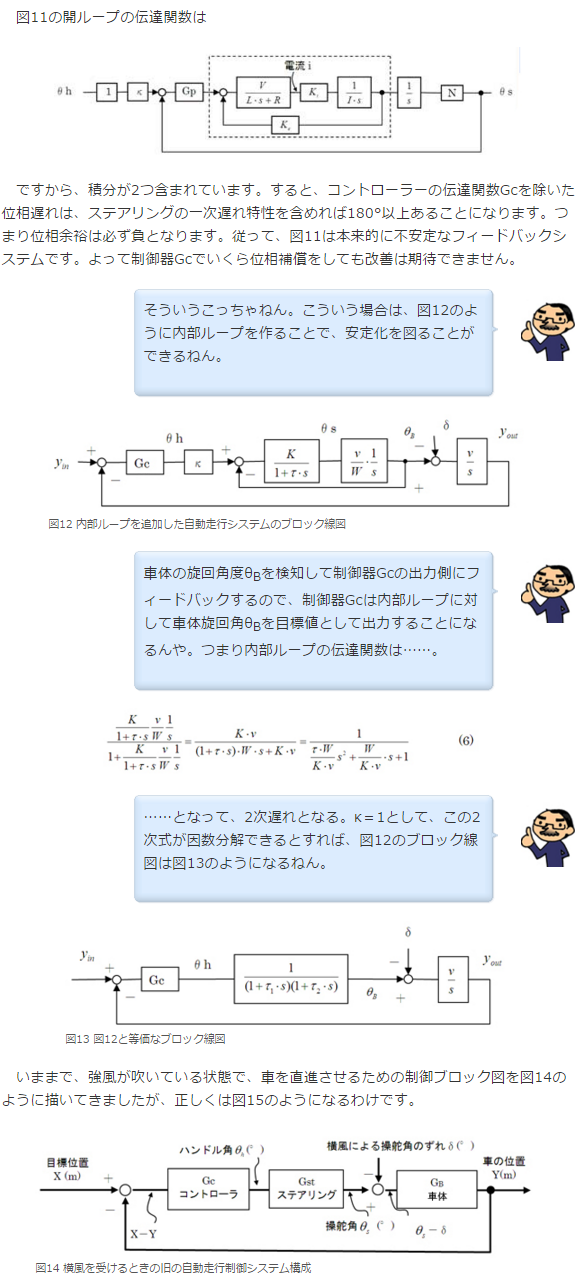 図11の開ループの伝達関数は
θh 1 κ Gp V/(L・s+R) 電流 i K_i 1/(I・s) 1/s N θs
K_e
ですから、積分が2つ含まれています。すると、コントローラーの伝達関数Gcを除いた
位相遅れは、ステアリングの一次遅れ特性を含めれば180°以上あることになります。つ
まり位相余裕は必ず負となります。従って、図11は本来的に不安定なフィードバックシ
ステムです。よって制御器Gcでいくら位相補償をしても改善は期待できません。
そういうこっちゃねん。こういう場合は、図12のよ
うに内部ループを作ることで、安定化を図ることが
できるねん。
θh θs θ_B δ y_out
y_in + − Gc κ + − K/(1+τ・s) v/W・1/s − + v/s
図12 内部ループを追加した自動走行システムのブロック線図
車体の旋回角度θBを検知して制御器Gcの出力側にフ
ィードバックするので、制御器Gcは内部ループに対
して車体旋回角θBを目標値として出力することにな
るんや。つまり内部ループの伝達関数は……。
(K/(1+τ・s) v/W 1/s)/(1+K/(1+τ・s) v/W 1/s) = K・v/((1+τ・s)・W・s+K・v) = 1/(τ・W/(K・v) s²+W/(K・v)・s+1) (6)
……となって、2次遅れとなる。κ＝1として、この2
次式が因数分解できるとすれば、図12のブロック線
図は図13のようになるねん。
δ
y_in + − Gc θh 1/((1+τ₁・s)(1+τ₂・s)) θ_B − + v/s y_out
図13 図12と等価なブロック線図
いままで、強風が吹いている状態で、車を直進させるための制御ブロック図を図14の
ように描いてきましたが、正しくは図15のようになるわけです。
ハンドル角θh(°) 横風による操舵角のずれδ(°)
目標位置 車の位置
X (m) + − Gc Gst − + GB Y(m)
コントローラ ステアリング 車体
X−Y 操舵角θs (°) θs−δ
図14 横風を受けるときの旧の自動走行制御システム構成